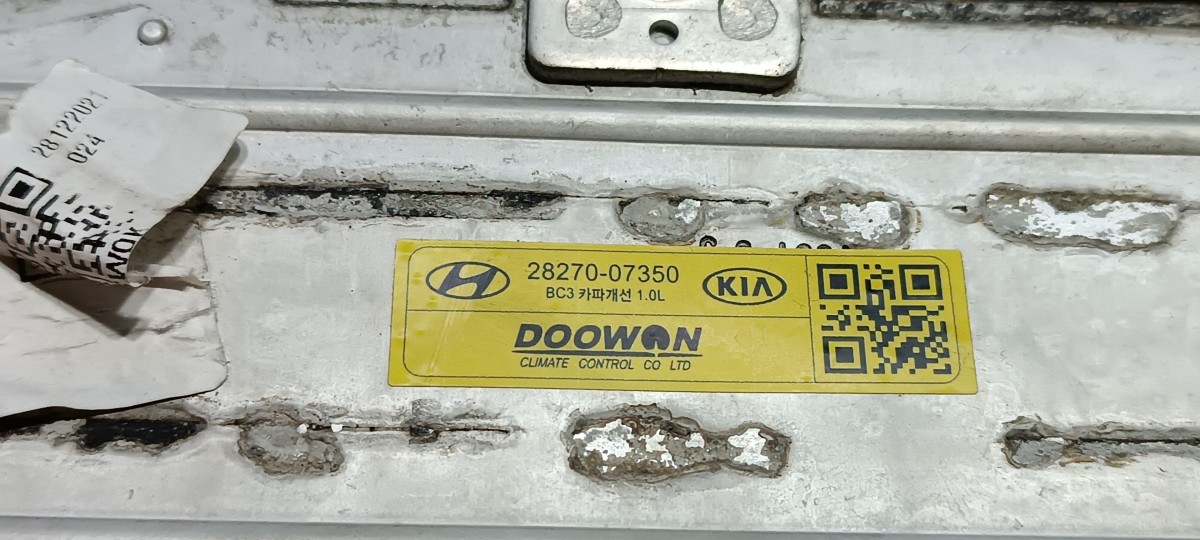 28122021
024
28270-07350
KIA
BC3 카파개선 1.0L
DOOWON
CLIMATE CONTROL CO LTD